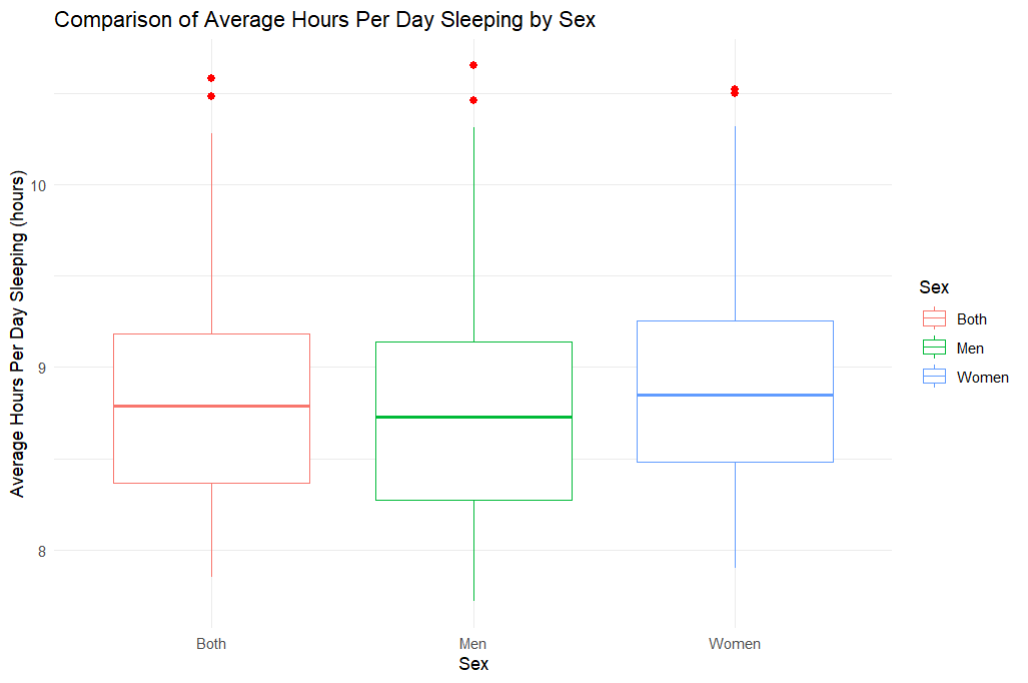 Comparison of Average Hours Per Day Sleeping by Sex
Average Hours Per Day Sleeping (hours)
10
9
8
Both
Men
Women
Sex
Sex
Both
Men
Women